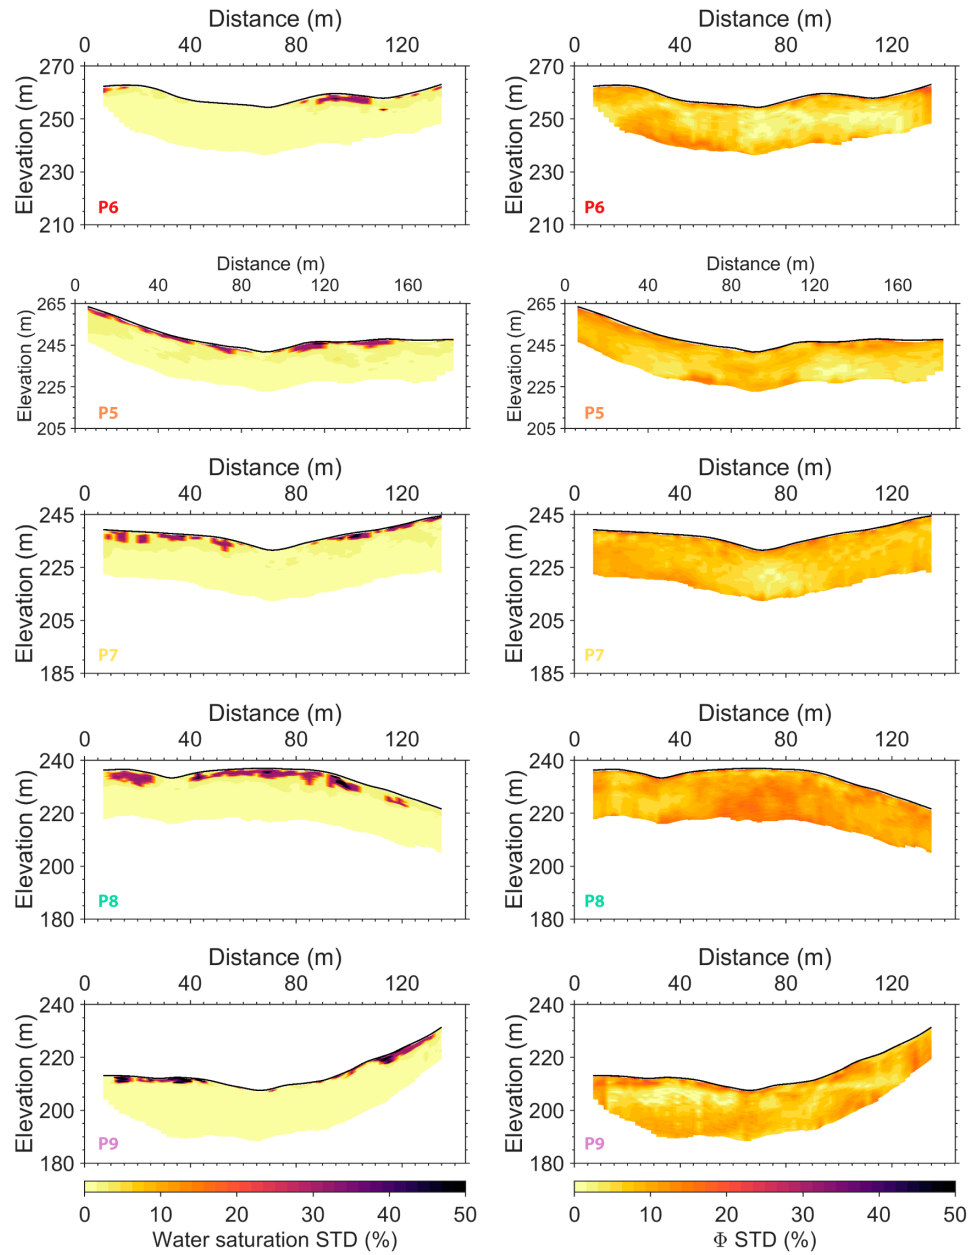 Distance (m) Distance (m)
0 40 80 120 0 40 80 120
270 270
250 250
230 230
210 210
Elevation (m) Elevation (m)
P6 P6
Distance (m) Distance (m)
0 40 80 120 160 0 40 80 120 160
265 265
245 245
225 225
205 205
Elevation (m) Elevation (m)
P5 P5
Distance (m) Distance (m)
0 40 80 120 0 40 80 120
245 245
225 225
205 205
185 185
Elevation (m) Elevation (m)
P7 P7
Distance (m) Distance (m)
0 40 80 120 0 40 80 120
240 240
220 220
200 200
180 180
Elevation (m) Elevation (m)
P8 P8
Distance (m) Distance (m)
0 40 80 120 0 40 80 120
240 240
220 220
200 200
180 180
Elevation (m) Elevation (m)
P9 P9
0 10 20 30 40 50 0 10 20 30 40 50
Water saturation STD (%) Φ STD (%)